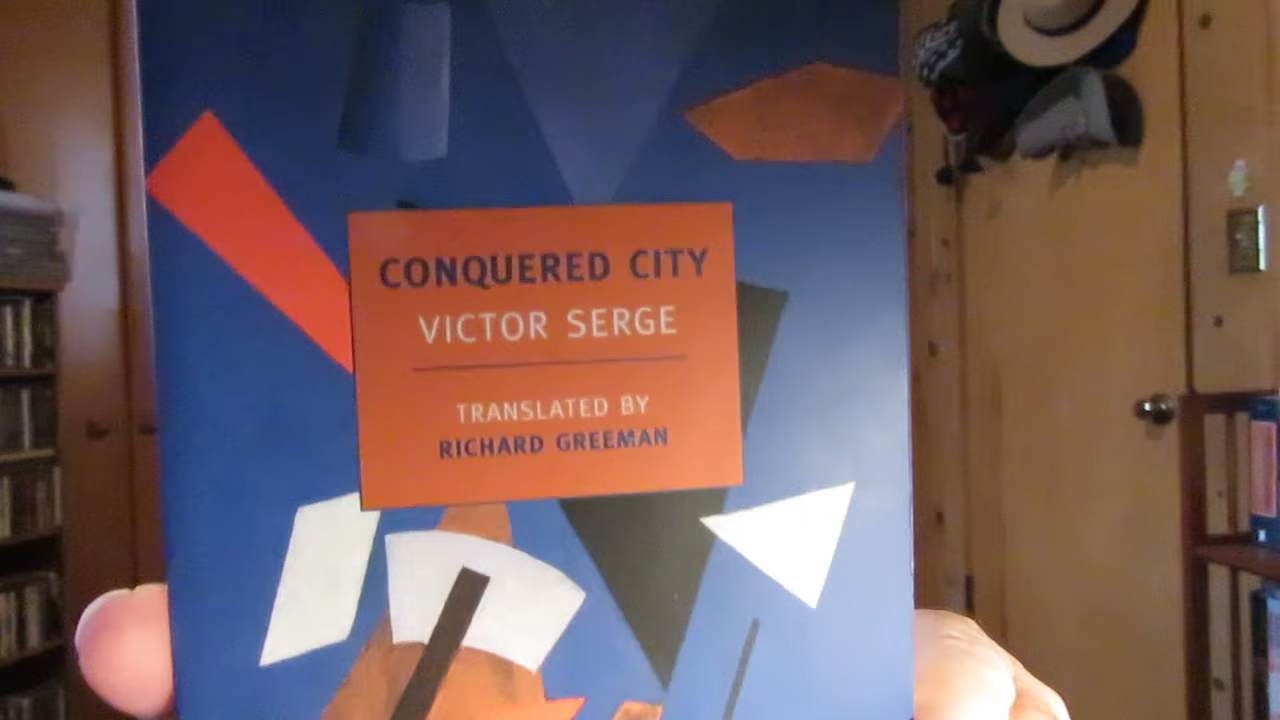 CONQUERED CITY
VICTOR SERGE
TRANSLATED BY
RICHARD GREEMAN